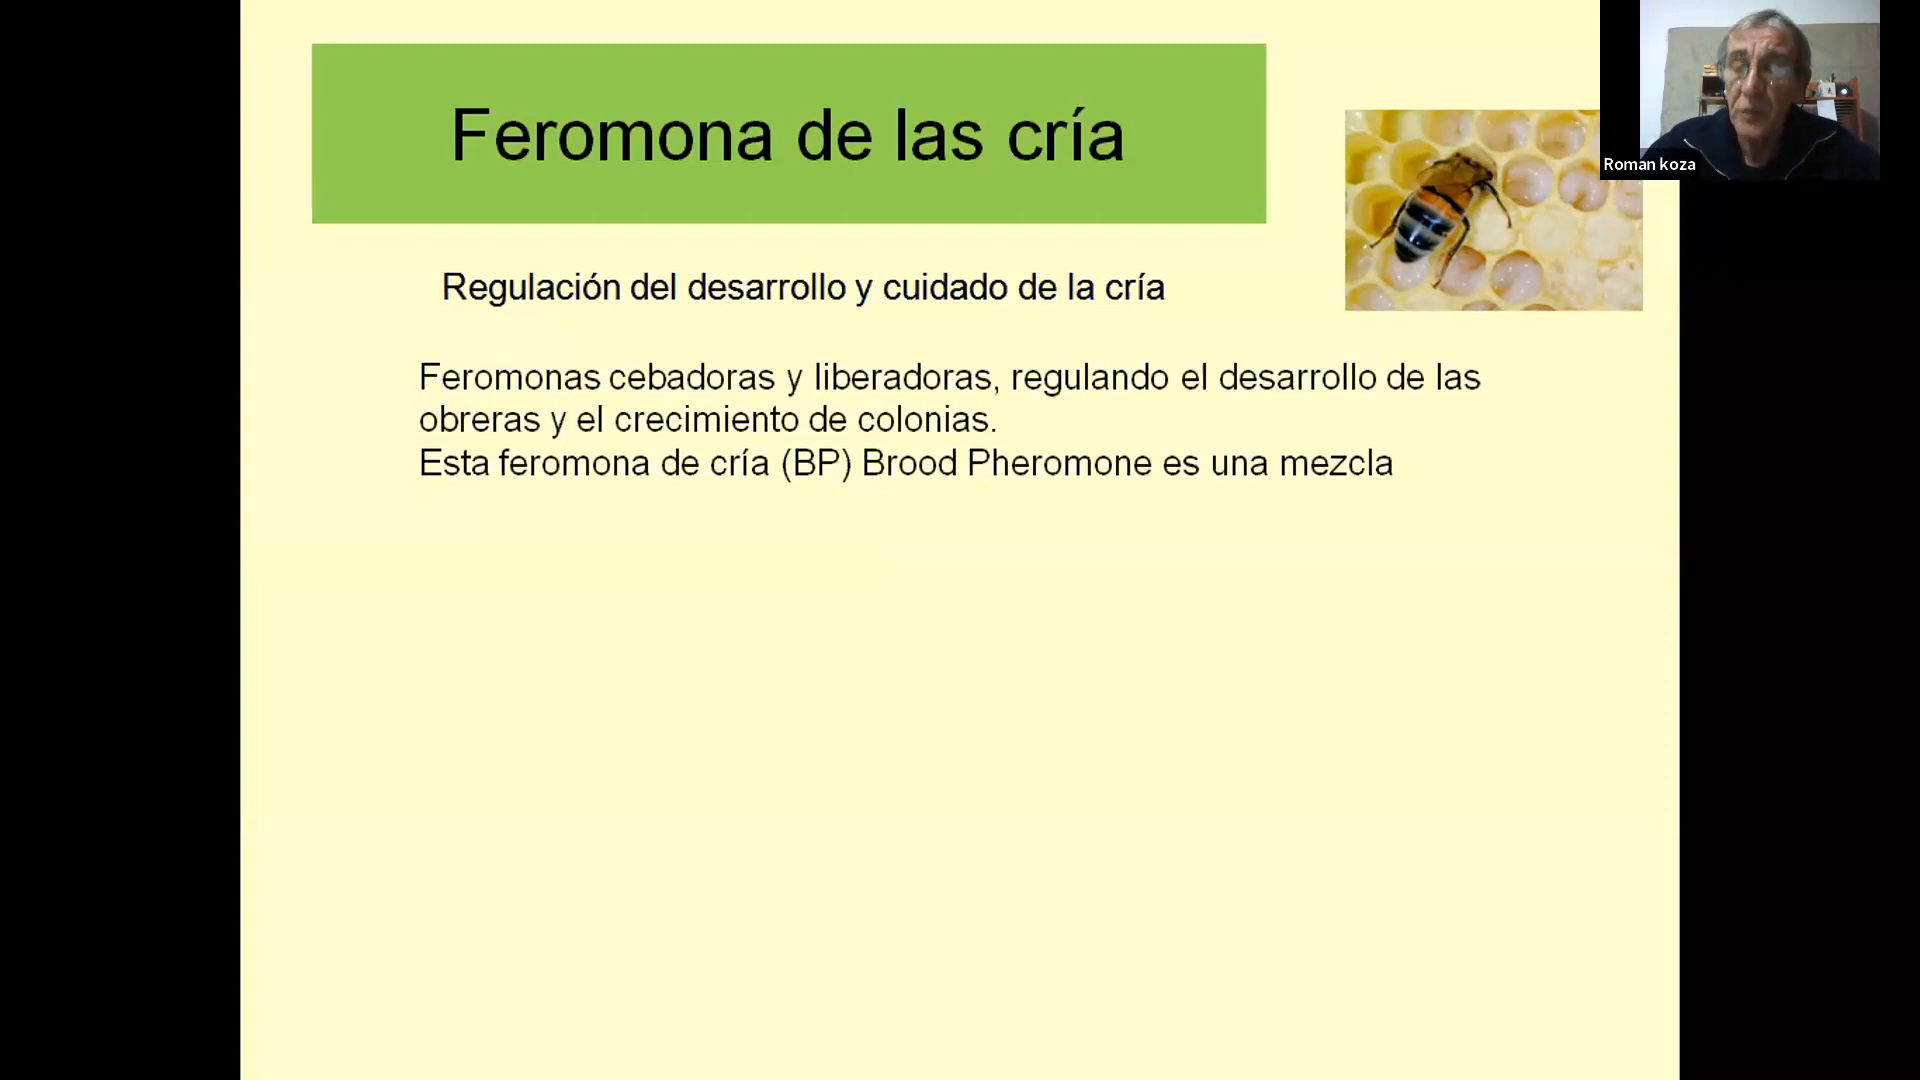 Feromona de las cría
Roman koza
Regulación del desarrollo y cuidado de la cría
Feromonas cebadoras y liberadoras, regulando el desarrollo de las
obreras y el crecimiento de colonias.
Esta feromona de cría (BP) Brood Pheromone es una mezcla